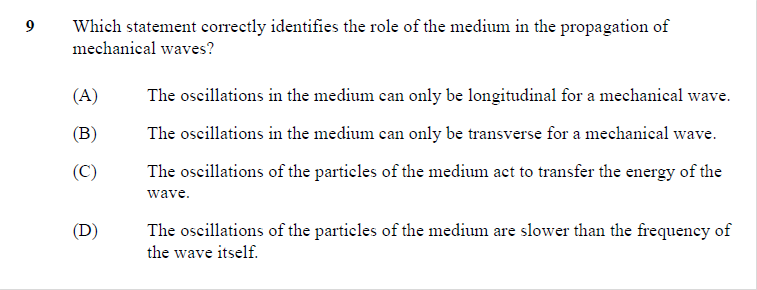 9 Which statement correctly identifies the role of the medium in the propagation of
mechanical waves?
(A) The oscillations in the medium can only be longitudinal for a mechanical wave.
(B) The oscillations in the medium can only be transverse for a mechanical wave.
(C) The oscillations of the particles of the medium act to transfer the energy of the
wave.
(D) The oscillations of the particles of the medium are slower than the frequency of
the wave itself.